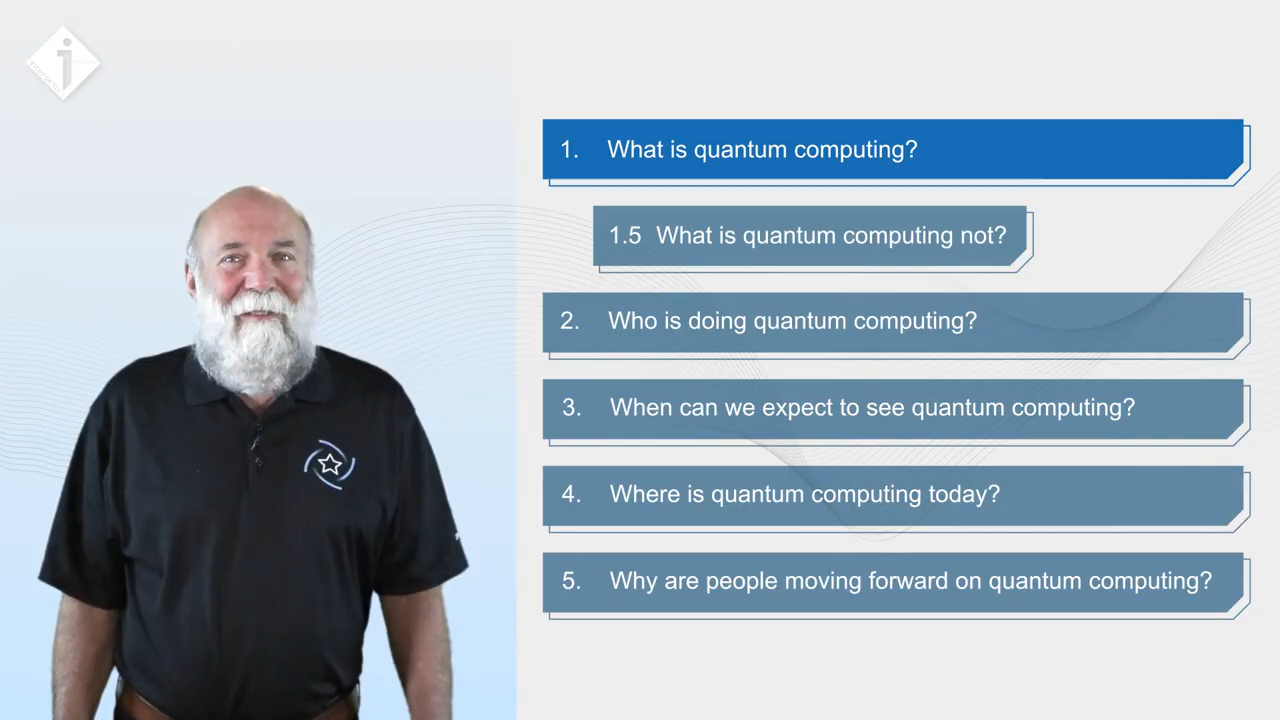 1. What is quantum computing?
1.5 What is quantum computing not?
2. Who is doing quantum computing?
3. When can we expect to see quantum computing?
4. Where is quantum computing today?
5. Why are people moving forward on quantum computing?